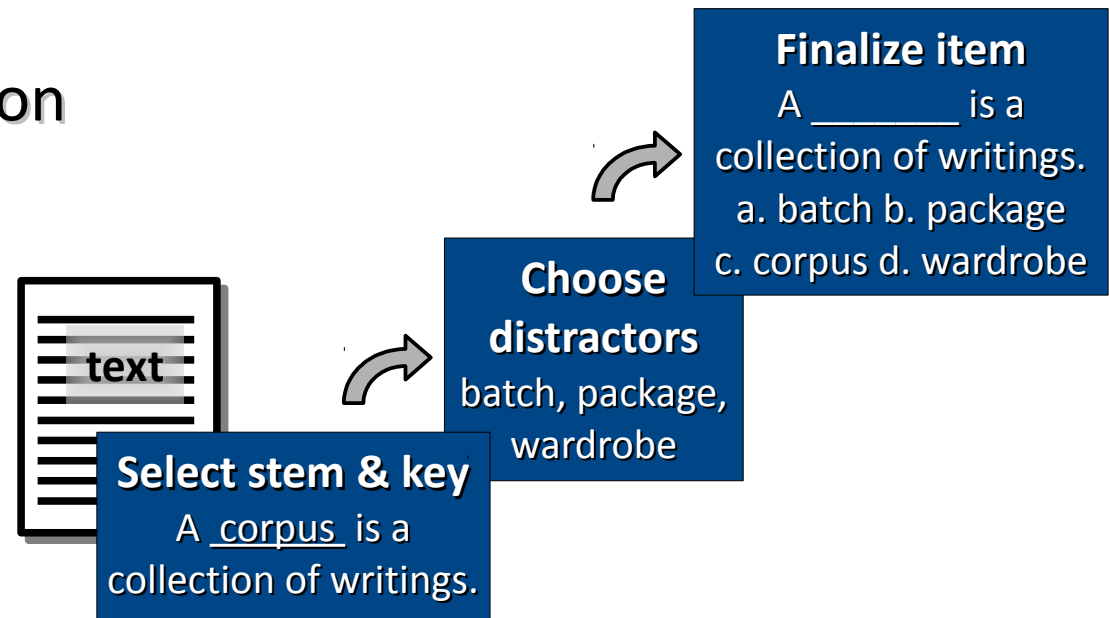 on
text
Select stem & key
A corpus is a
collection of writings.
Choose
distractors
batch, package,
wardrobe
Finalize item
A _______ is a
collection of writings.
a. batch b. package
c. corpus d. wardrobe